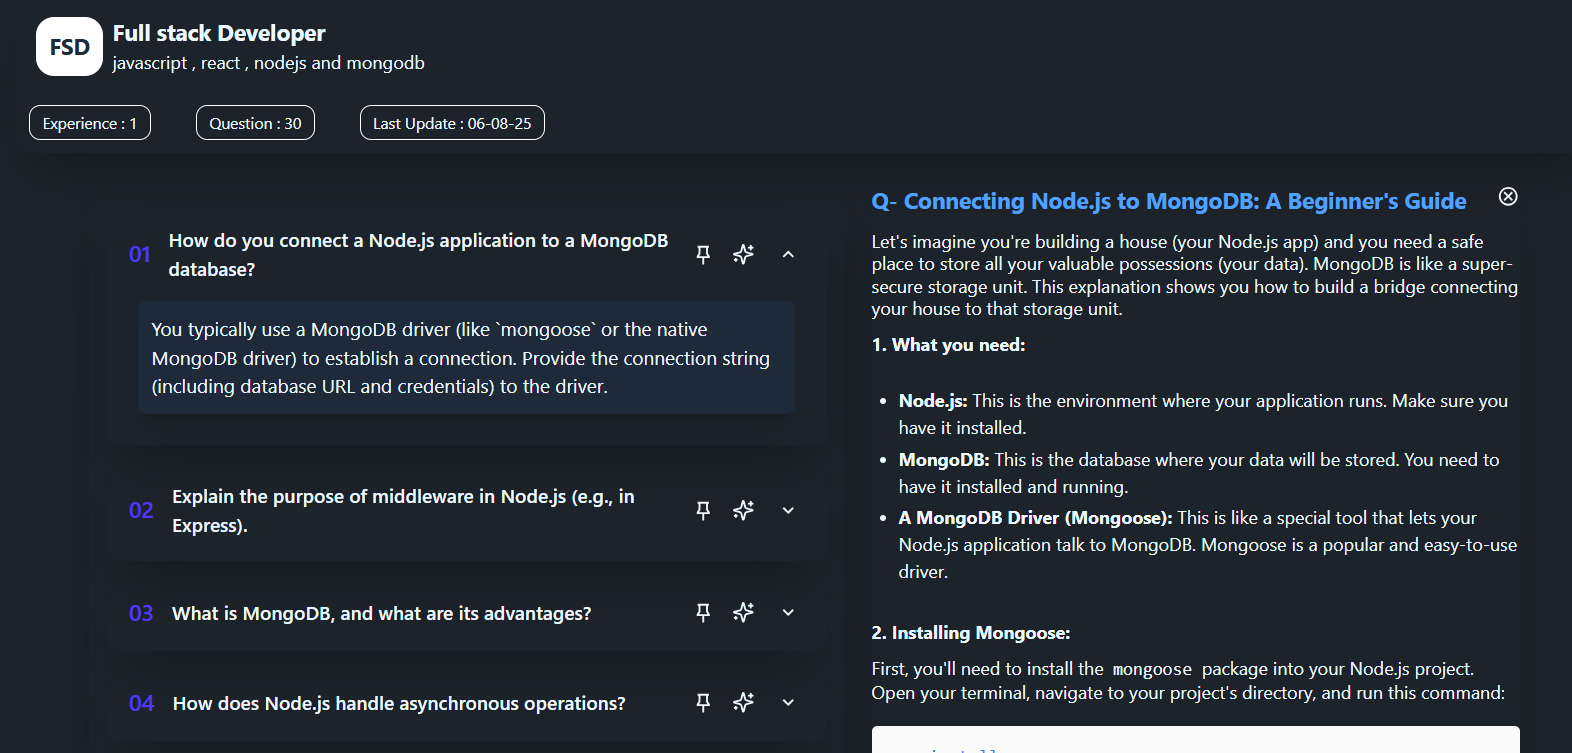 FSD
Full stack Developer
javascript , react , nodejs and mongodb
Experience : 1
Question : 30
Last Update : 06-08-25
01
How do you connect a Node.js application to a MongoDB
database?
You typically use a MongoDB driver (like `mongoose` or the native
MongoDB driver) to establish a connection. Provide the connection string
(including database URL and credentials) to the driver.
02
Explain the purpose of middleware in Node.js (e.g., in
Express).
03
What is MongoDB, and what are its advantages?
04
How does Node.js handle asynchronous operations?
Q- Connecting Node.js to MongoDB: A Beginner's Guide
Let's imagine you're building a house (your Node.js app) and you need a safe
place to store all your valuable possessions (your data). MongoDB is like a super-
secure storage unit. This explanation shows you how to build a bridge connecting
your house to that storage unit.
1. What you need:
• Node.js: This is the environment where your application runs. Make sure you
have it installed.
• MongoDB: This is the database where your data will be stored. You need to
have it installed and running.
• A MongoDB Driver (Mongoose): This is like a special tool that lets your
Node.js application talk to MongoDB. Mongoose is a popular and easy-to-use
driver.
2. Installing Mongoose:
First, you'll need to install the mongoose package into your Node.js project.
Open your terminal, navigate to your project's directory, and run this command: